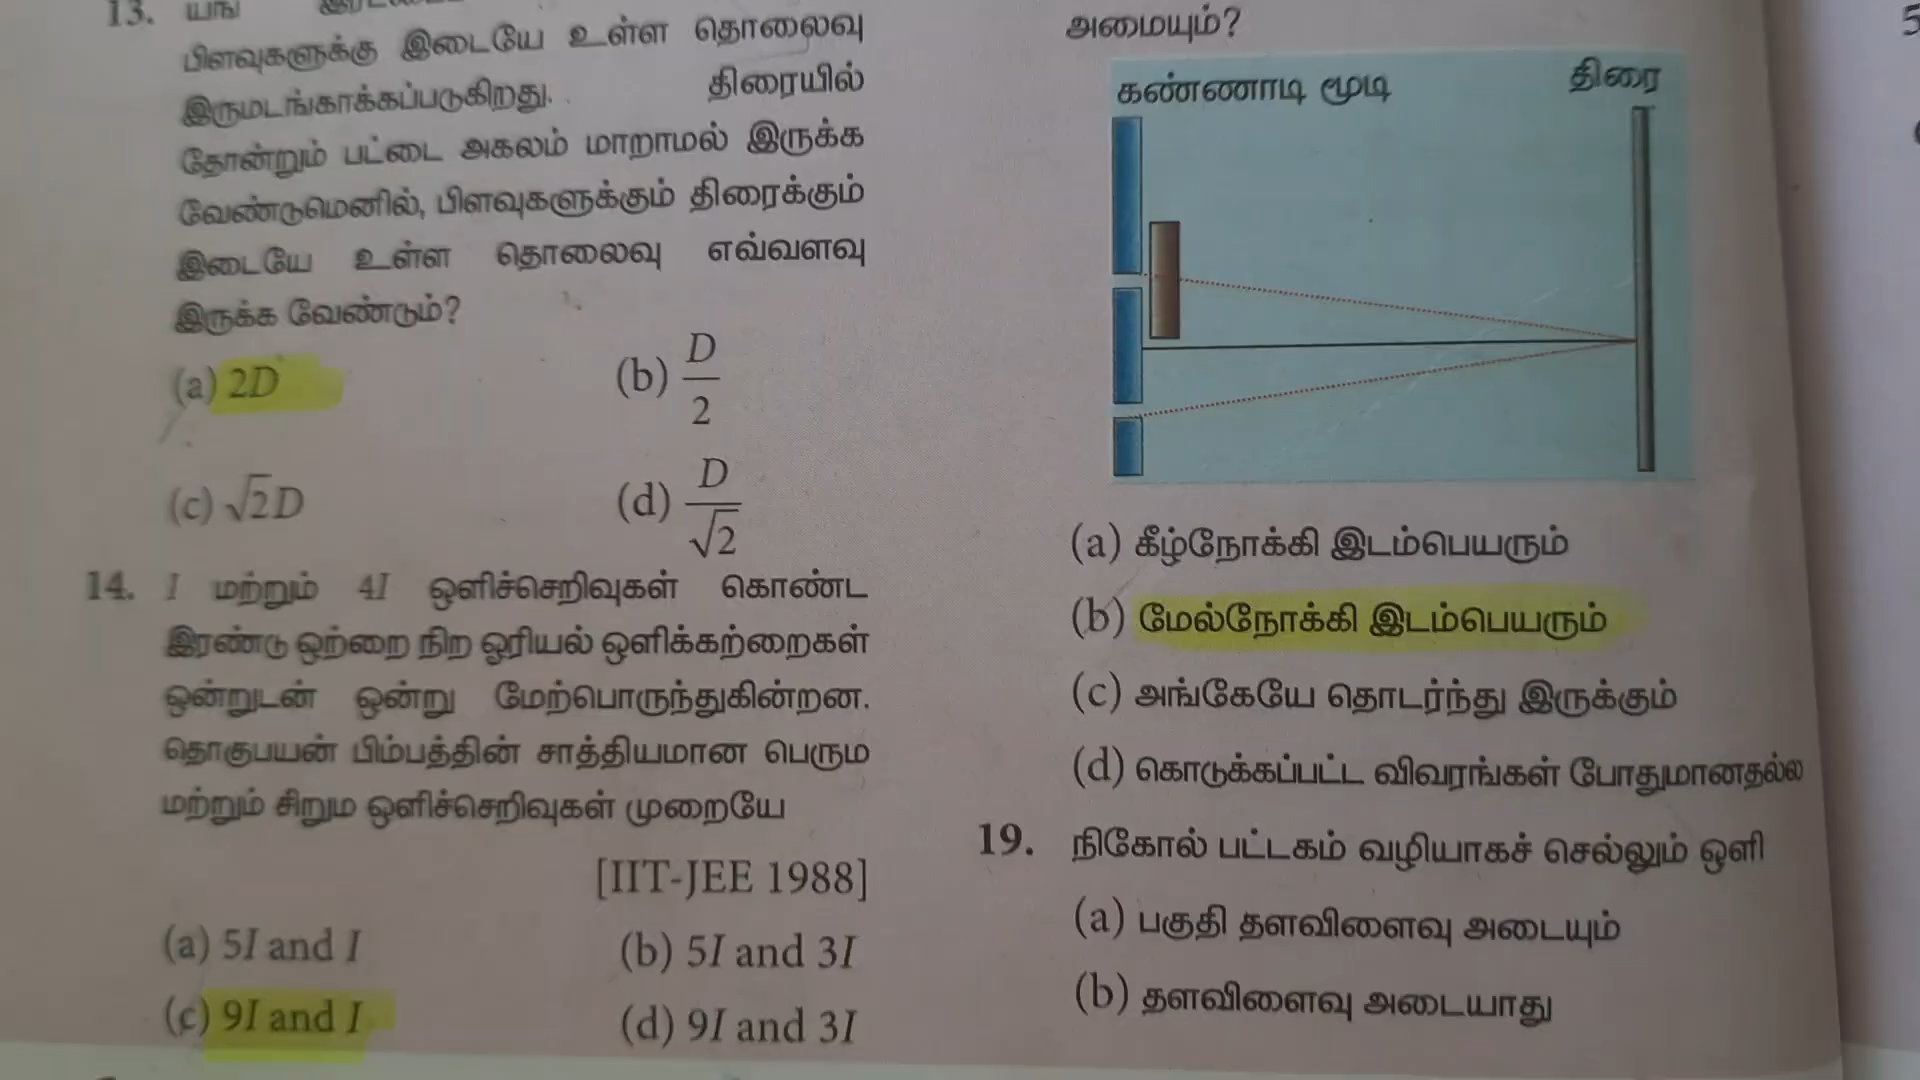 13. யங்
பிளவுகளுக்கு இடையே உள்ள தொலைவு
இருமடங்காக்கப்படுகிறது. திரையில்
தோன்றும் பட்டை அகலம் மாறாமல் இருக்க
வேண்டுமெனில், பிளவுகளுக்கும் திரைக்கும்
இடையே உள்ள தொலைவு எவ்வளவு
இருக்க வேண்டும்?
(a) 2D (b) D/2
(c) √2D (d) D/√2
14. I மற்றும் 4I ஒளிச்செறிவுகள் கொண்ட
இரண்டு ஒற்றை நிற ஓரியல் ஒளிக்கற்றைகள்
ஒன்றுடன் ஒன்று மேற்பொருந்துகின்றன.
தொகுபயன் பிம்பத்தின் சாத்தியமான பெரும
மற்றும் சிறும ஒளிச்செறிவுகள் முறையே
[IIT-JEE 1988]
(a) 5I and I (b) 5I and 3I
(c) 9I and I (d) 9I and 3I
அமையும்?
கண்ணாடி மூடி திரை
(a) கீழ்நோக்கி இடம்பெயரும்
(b) மேல்நோக்கி இடம்பெயரும்
(c) அங்கேயே தொடர்ந்து இருக்கும்
(d) கொடுக்கப்பட்ட விவரங்கள் போதுமானதல்ல
19. நிகோல் பட்டகம் வழியாகச் செல்லும் ஒளி
(a) பகுதி தளவிளைவு அடையும்
(b) தளவிளைவு அடையாது
5